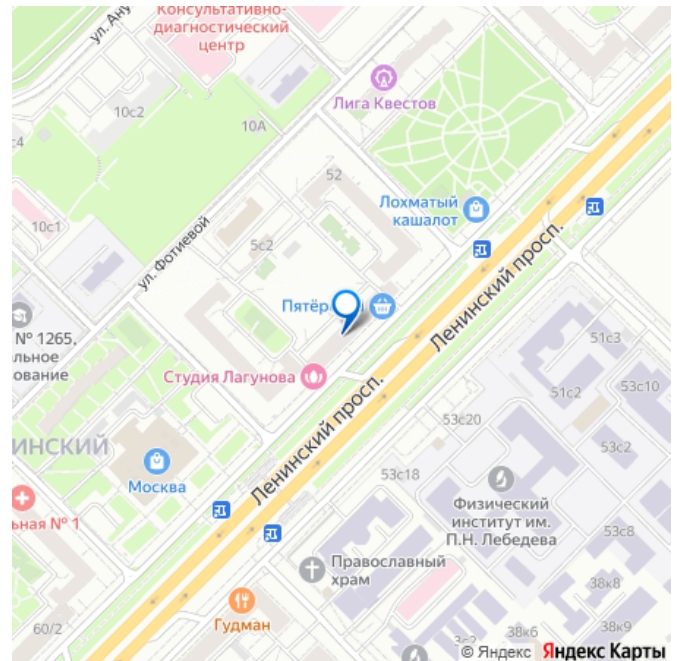 Консультативно-
диагностический
центр
ул. Ану
10с2
10А
Лига Квестов
с4
52
Лохматый
кашалот
10с1
ул. Фотиевой
5с2
Ленинский просп.
№ 1265,
льное
ование
51с3
Студия Лагунова
53с10
51с2
53с20
ИНСКИЙ
Ленинский просп.
53с2
Москва
53с18
Физический
институт им.
П.Н. Лебедева
ьная № 1
53с8
Православный
храм
38к8
Гудман
60/2
3с2
38к6
38к9
© Яндекс Яндекс Карты